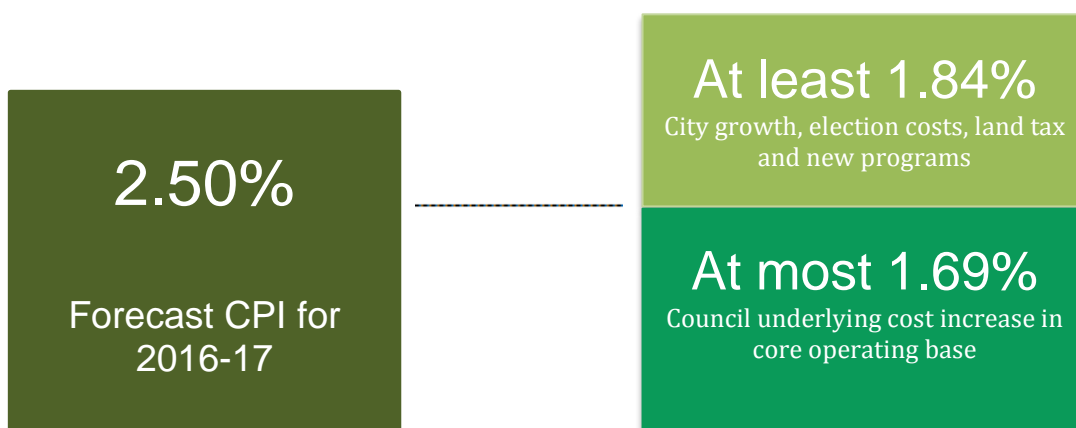 2.50%
Forecast CPI for
2016-17
At least 1.84%
City growth, election costs, land tax
and new programs
At most 1.69%
Council underlying cost increase in
core operating base